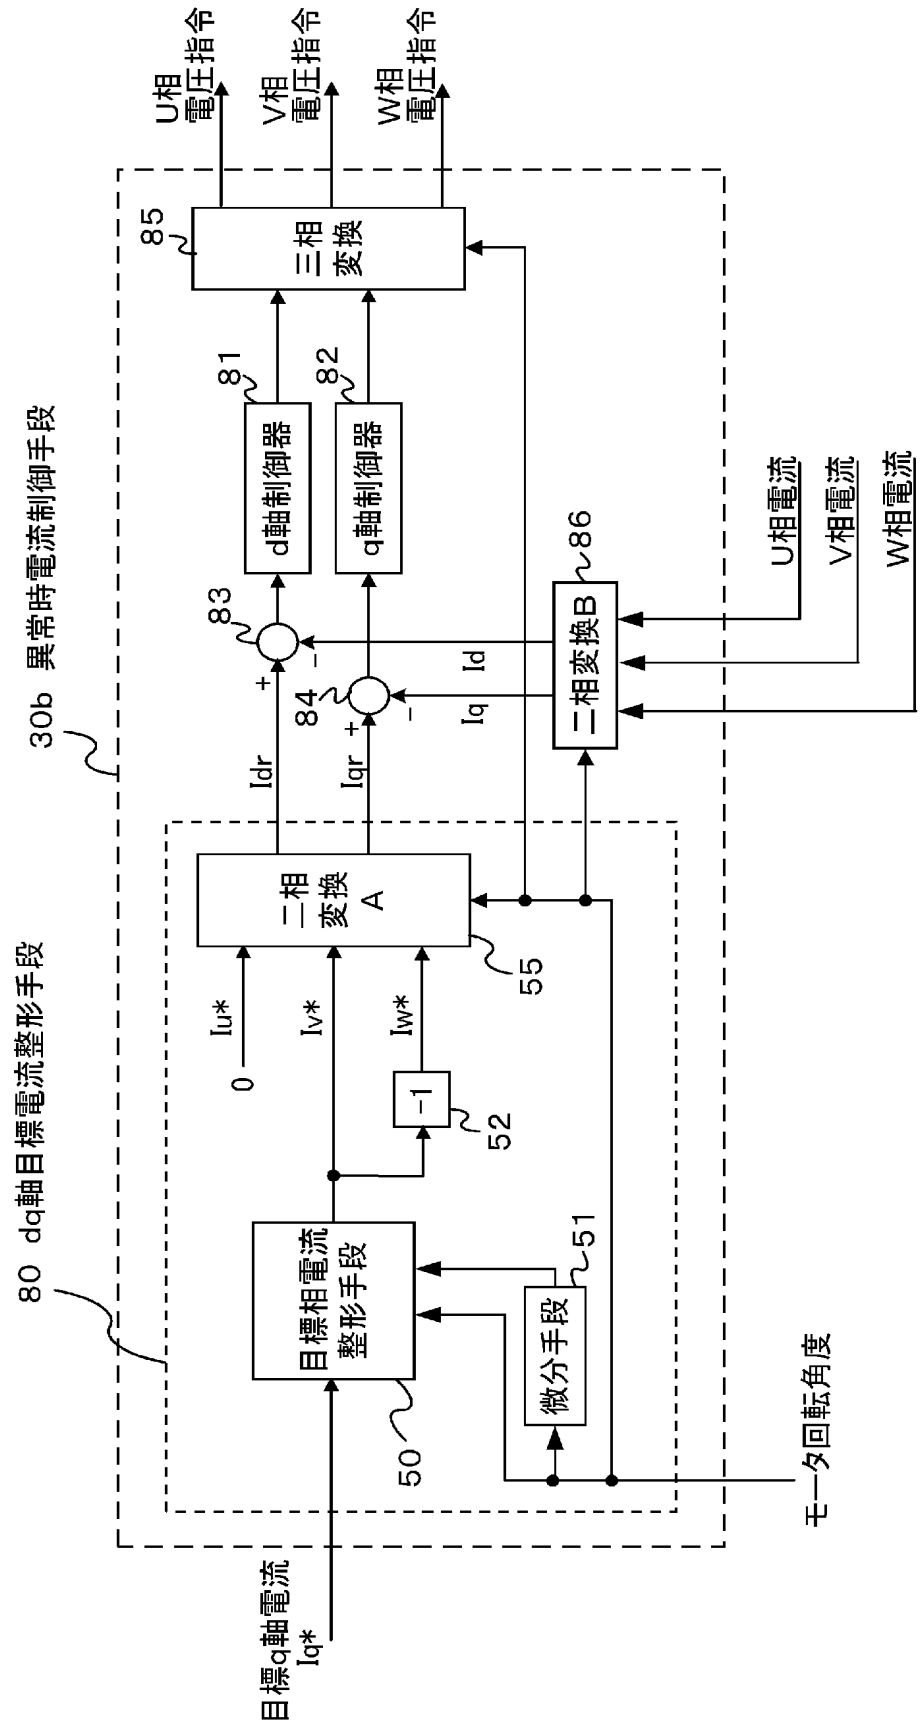 30b 異常時電流制御手段
80 dq軸目標電流整形手段
目標q軸電流
Iq*
目標相電流
整形手段
50
微分手段
51
モータ回転角度
-1
52
0
Iu*
Iv*
Iw*
二相
変換
A
55
Idr
Iqr
+
−
83
+
−
84
Id
Iq
d軸制御器
81
q軸制御器
82
二相変換B
86
U相電流
V相電流
W相電流
三相
変換
85
U相
電圧指令
V相
電圧指令
W相
電圧指令